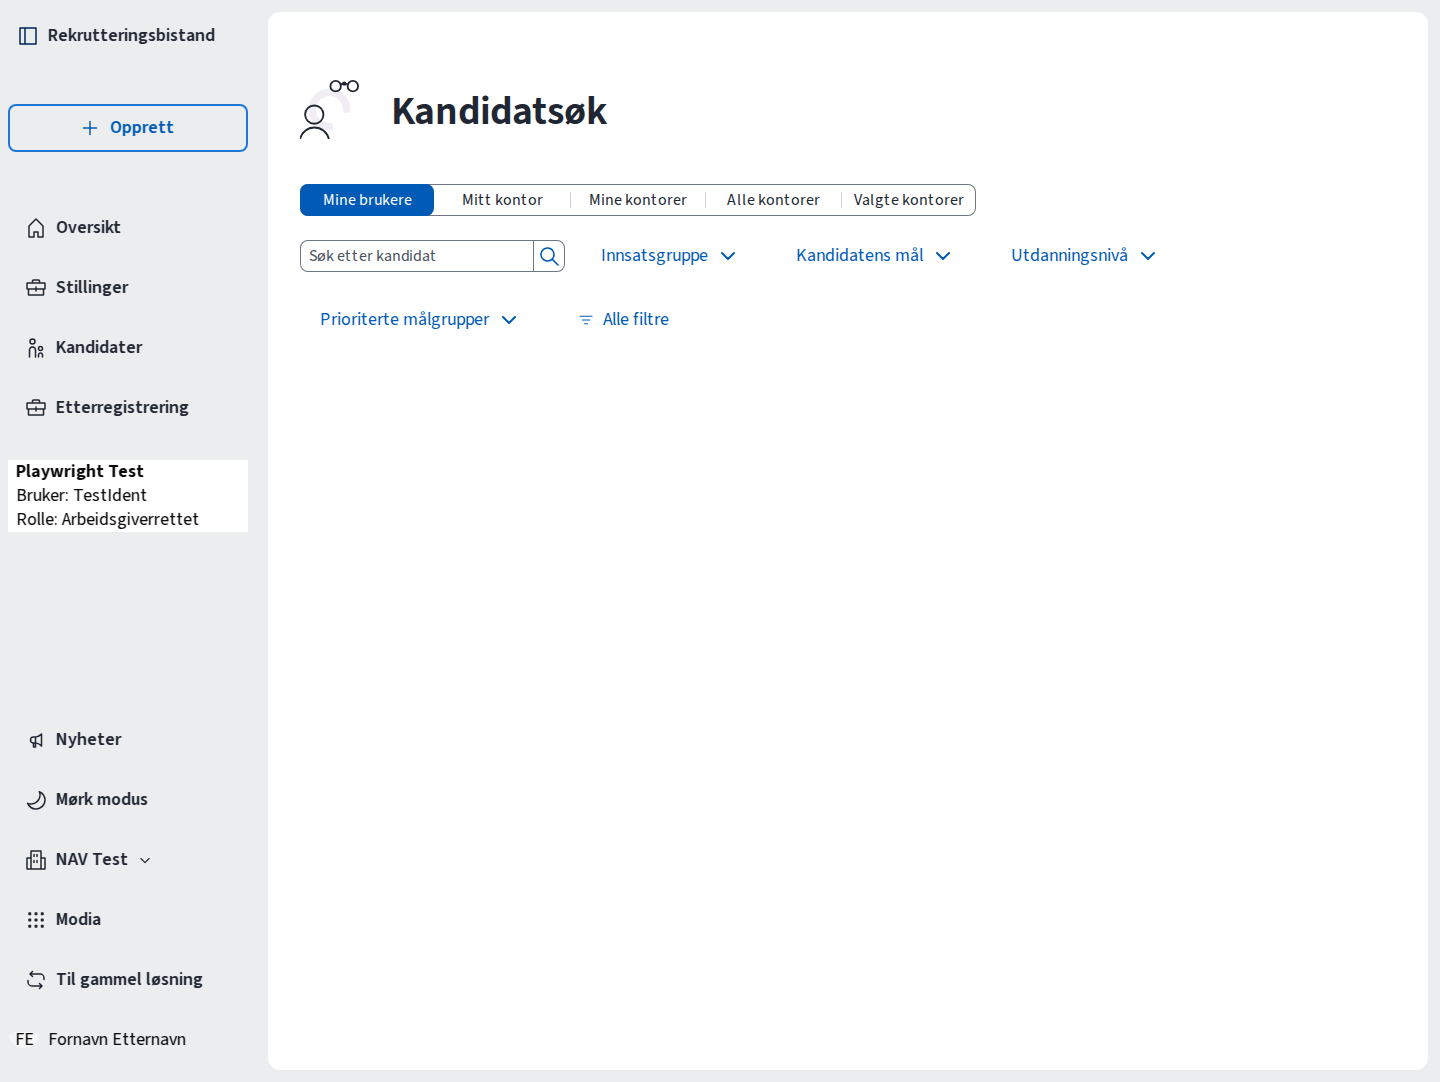 Rekrutteringsbistand
Opprett
Oversikt
Stillinger
Kandidater
Etterregistrering
Playwright Test
Bruker: TestIdent
Rolle: Arbeidsgiverrettet
Nyheter
Mørk modus
NAV Test
Modia
Til gammel løsning
FE Fornavn Etternavn
Kandidatsøk
Mine brukere Mitt kontor Mine kontorer Alle kontorer Valgte kontorer
Søk etter kandidat Innsatsgruppe Kandidatens mål Utdanningsnivå
Prioriterte målgrupper Alle filtre